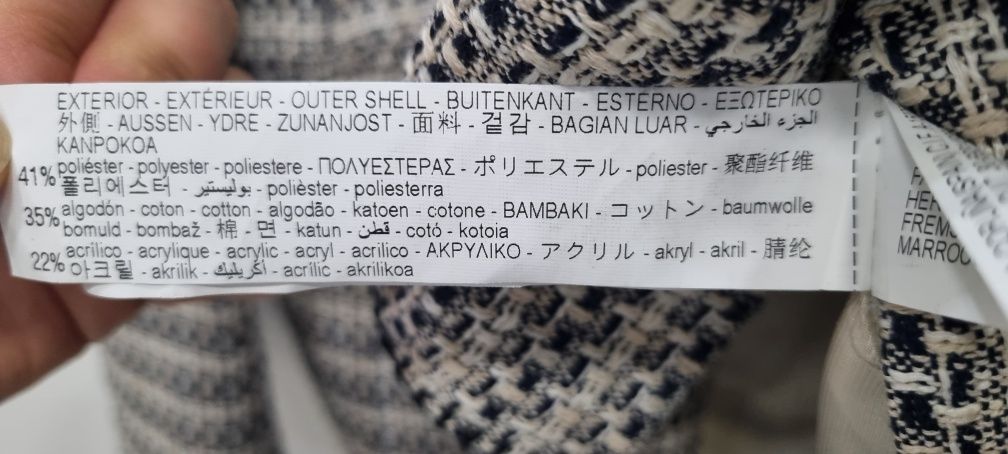 EXTERIOR - EXTÉRIEUR - OUTER SHELL - BUITENKANT - ESTERNO - ΕΞΩΤΕΡΙΚΟ
外側 - AUSSEN - YDRE - ZUNANJOST - 面料 - 겉감 - BAGIAN LUAR - الجزء الخارجي -
KANPOKOA
41% poliéster - polyester - poliestere - ΠΟΛΥΕΣΤΕΡΑΣ - ポリエステル - poliester - 聚酯纤维
폴리에스터 - بوليستير - polièster - poliesterra
35% algodón - coton - cotton - algodão - katoen - cotone - BAMBAKI - コットン - baumwolle
bomuld - bombaž - 棉 - 면 - katun - قطن - cotó - kotoia
22% acrílico - acrylique - acrylic - acryl - acrilico - ΑΚΡΥΛΙΚΟ - アクリル - akryl - akril - 腈纶
아크릴 - akrilik - اكريليك - acrílic - akrilikoa
FREMS
MARROC